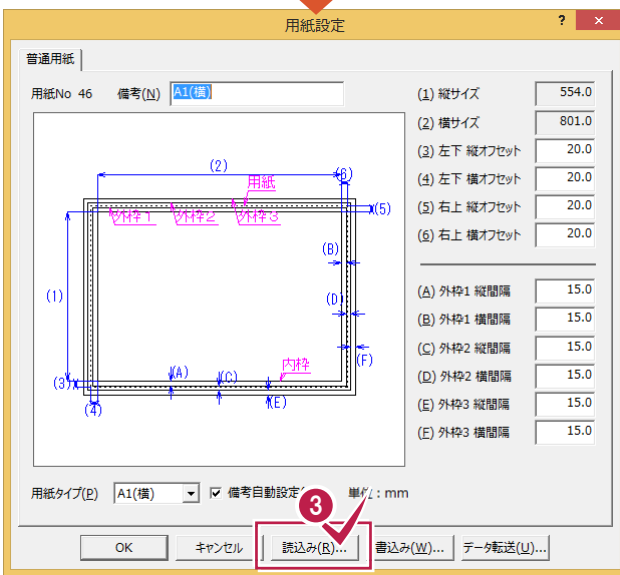 用紙設定
? ×
普通用紙
用紙No 46 備考(N) A1(横)
(1) 縦サイズ 554.0
(2) 横サイズ 801.0
(3) 左下 縦オフセット 20.0
(4) 左下 横オフセット 20.0
(5) 右上 縦オフセット 20.0
(6) 右上 横オフセット 20.0
(A) 外枠1 縦間隔 15.0
(B) 外枠1 横間隔 15.0
(C) 外枠2 縦間隔 15.0
(D) 外枠2 横間隔 15.0
(E) 外枠3 縦間隔 15.0
(F) 外枠3 横間隔 15.0
(2)
(6)
用紙
外枠1 外枠2 外枠3
(5)
(B)
(1)
(D)
内枠
(F)
(A)
(C)
(3)
(E)
(4)
用紙タイプ(P) A1(横) 備考自動設定 単位 : mm
3
OK キャンセル 読込み(R)... 書込み(W)... データ転送(U)...